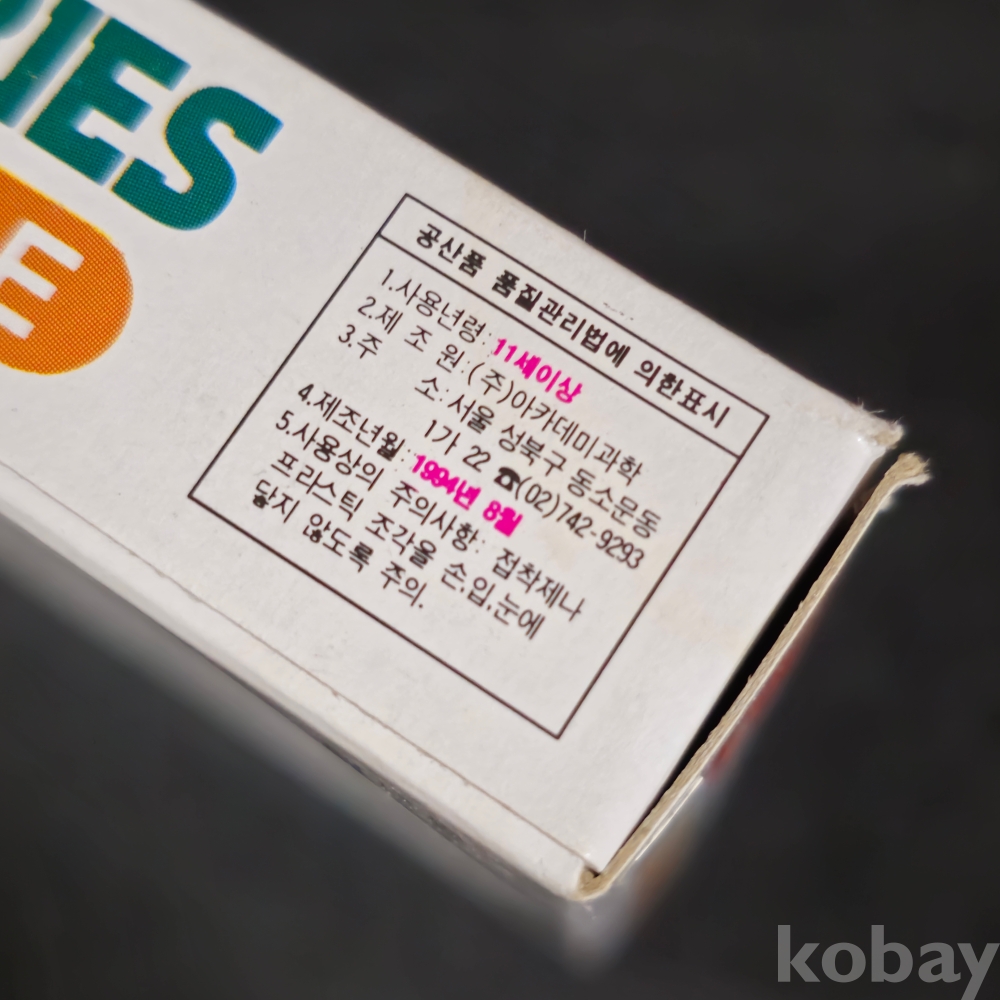 RIES
E
공산품 품질관리법에 의한표시
1.사용년령: 11세이상
2.제 조 원:(주)아카데미과학
3.주 소: 서울 성북구 동소문동
1가 22 ☎(02)742-9293
4.제조년월: 1994년 8월
5.사용상의 주의사항: 접착제나
프라스틱 조각을 손,입,눈에
닿지 않도록 주의.
kobay